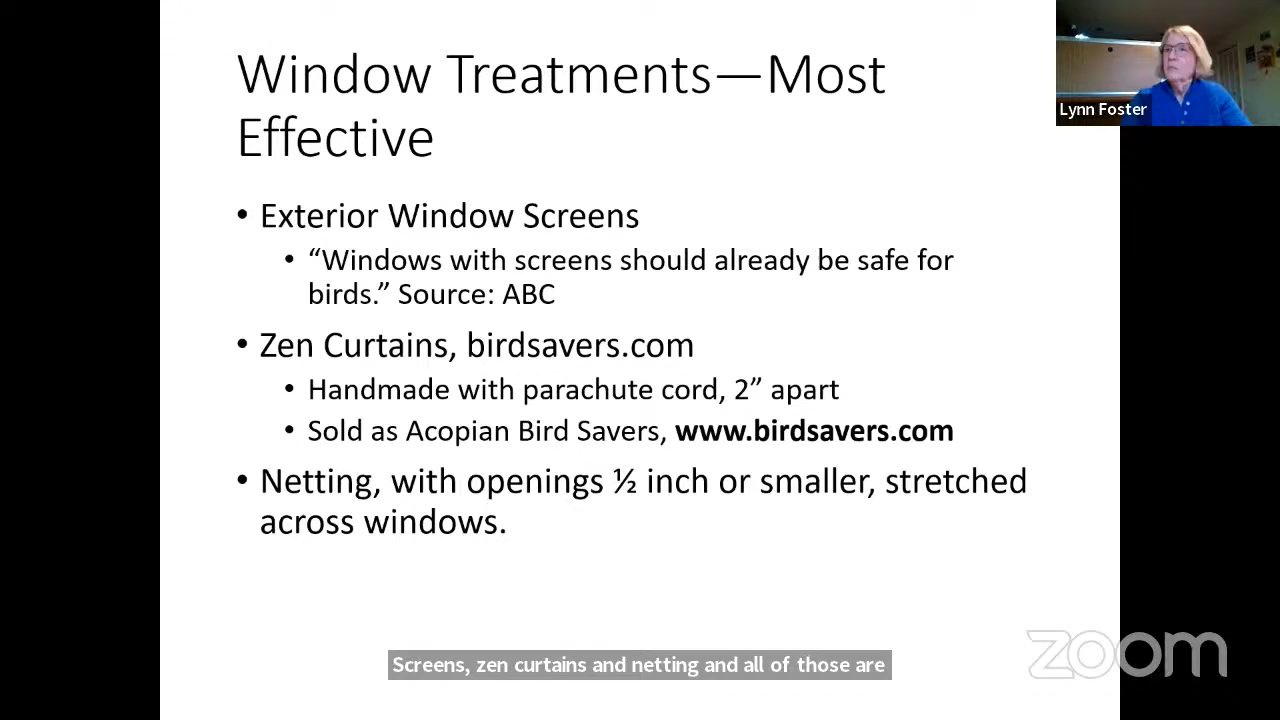 Window Treatments—Most
Effective
• Exterior Window Screens
• “Windows with screens should already be safe for
birds.” Source: ABC
• Zen Curtains, birdsavers.com
• Handmade with parachute cord, 2” apart
• Sold as Acopian Bird Savers, www.birdsavers.com
• Netting, with openings ½ inch or smaller, stretched
across windows.
Lynn Foster
Screens, zen curtains and netting and all of those are
zoom